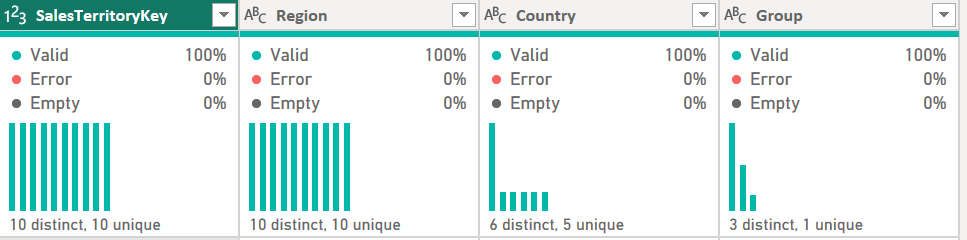 1²3 SalesTerritoryKey
ABC Region
ABC Country
ABC Group
Valid 100%
Error 0%
Empty 0%
10 distinct, 10 unique
Valid 100%
Error 0%
Empty 0%
10 distinct, 10 unique
Valid 100%
Error 0%
Empty 0%
6 distinct, 5 unique
Valid 100%
Error 0%
Empty 0%
3 distinct, 1 unique